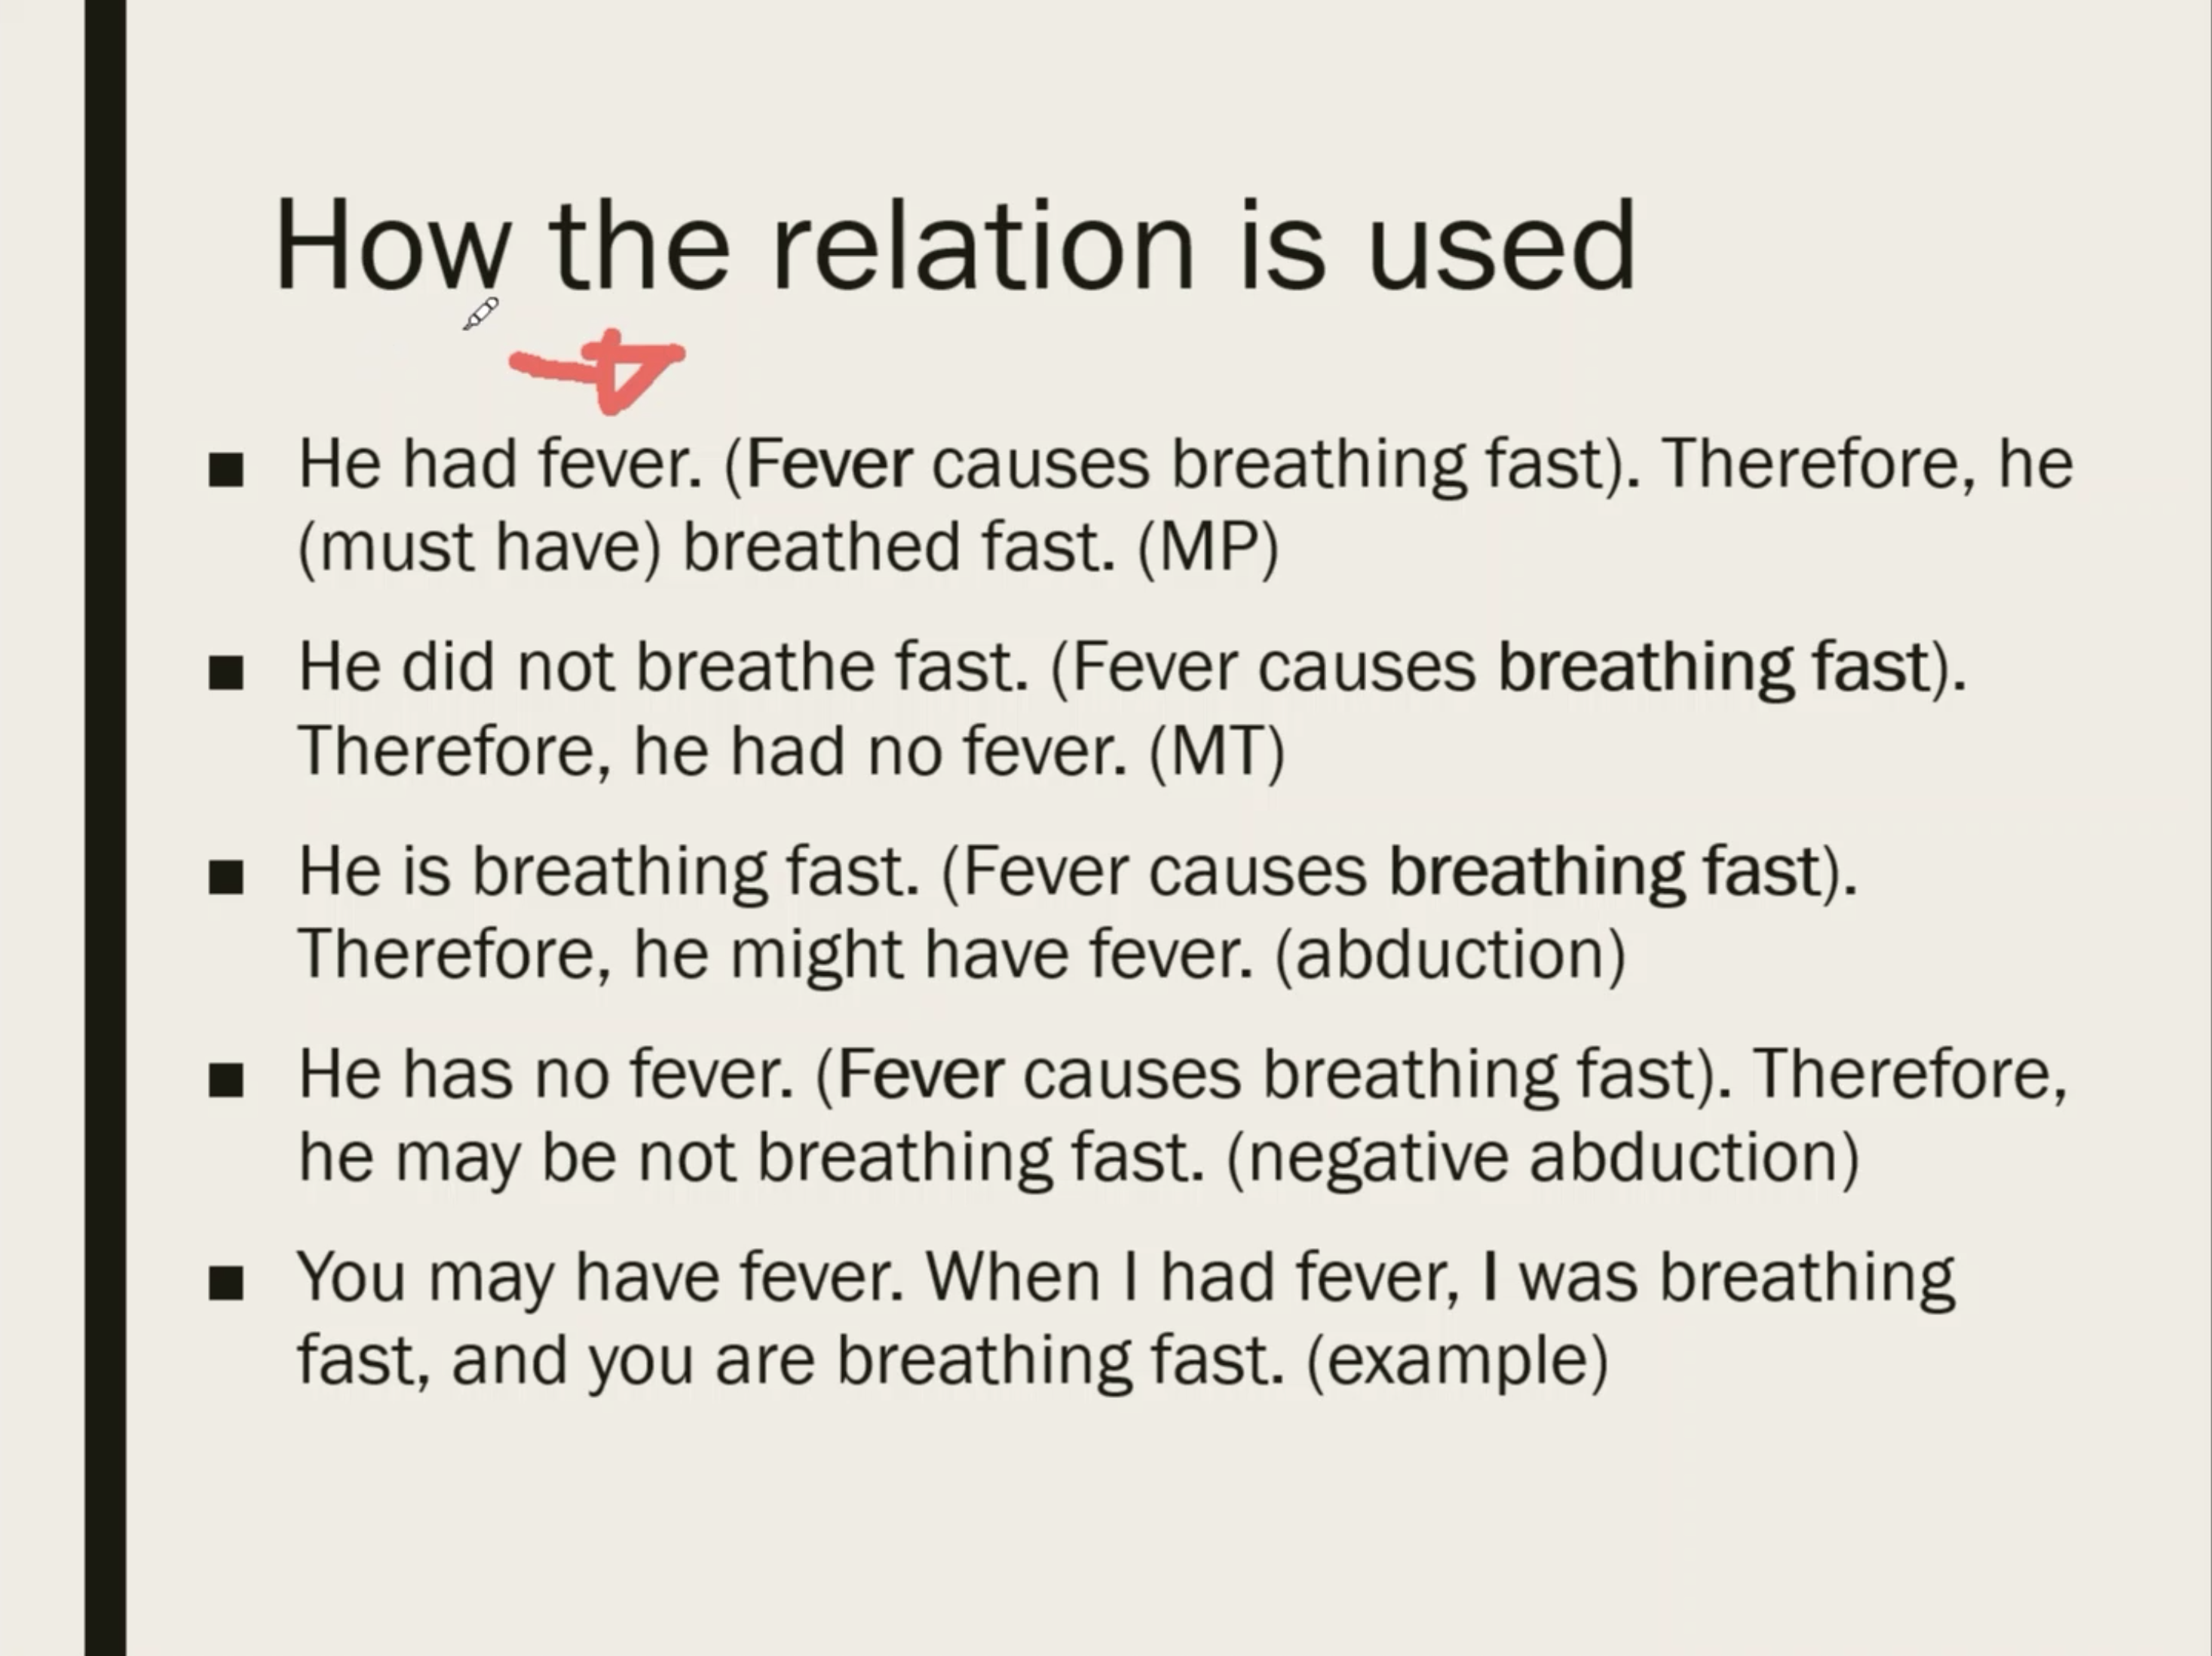 How the relation is used
He had fever. (Fever causes breathing fast). Therefore, he
(must have) breathed fast. (MP)
He did not breathe fast. (Fever causes breathing fast).
Therefore, he had no fever. (MT)
He is breathing fast. (Fever causes breathing fast).
Therefore, he might have fever. (abduction)
He has no fever. (Fever causes breathing fast). Therefore,
he may be not breathing fast. (negative abduction)
You may have fever. When I had fever, I was breathing
fast, and you are breathing fast. (example)